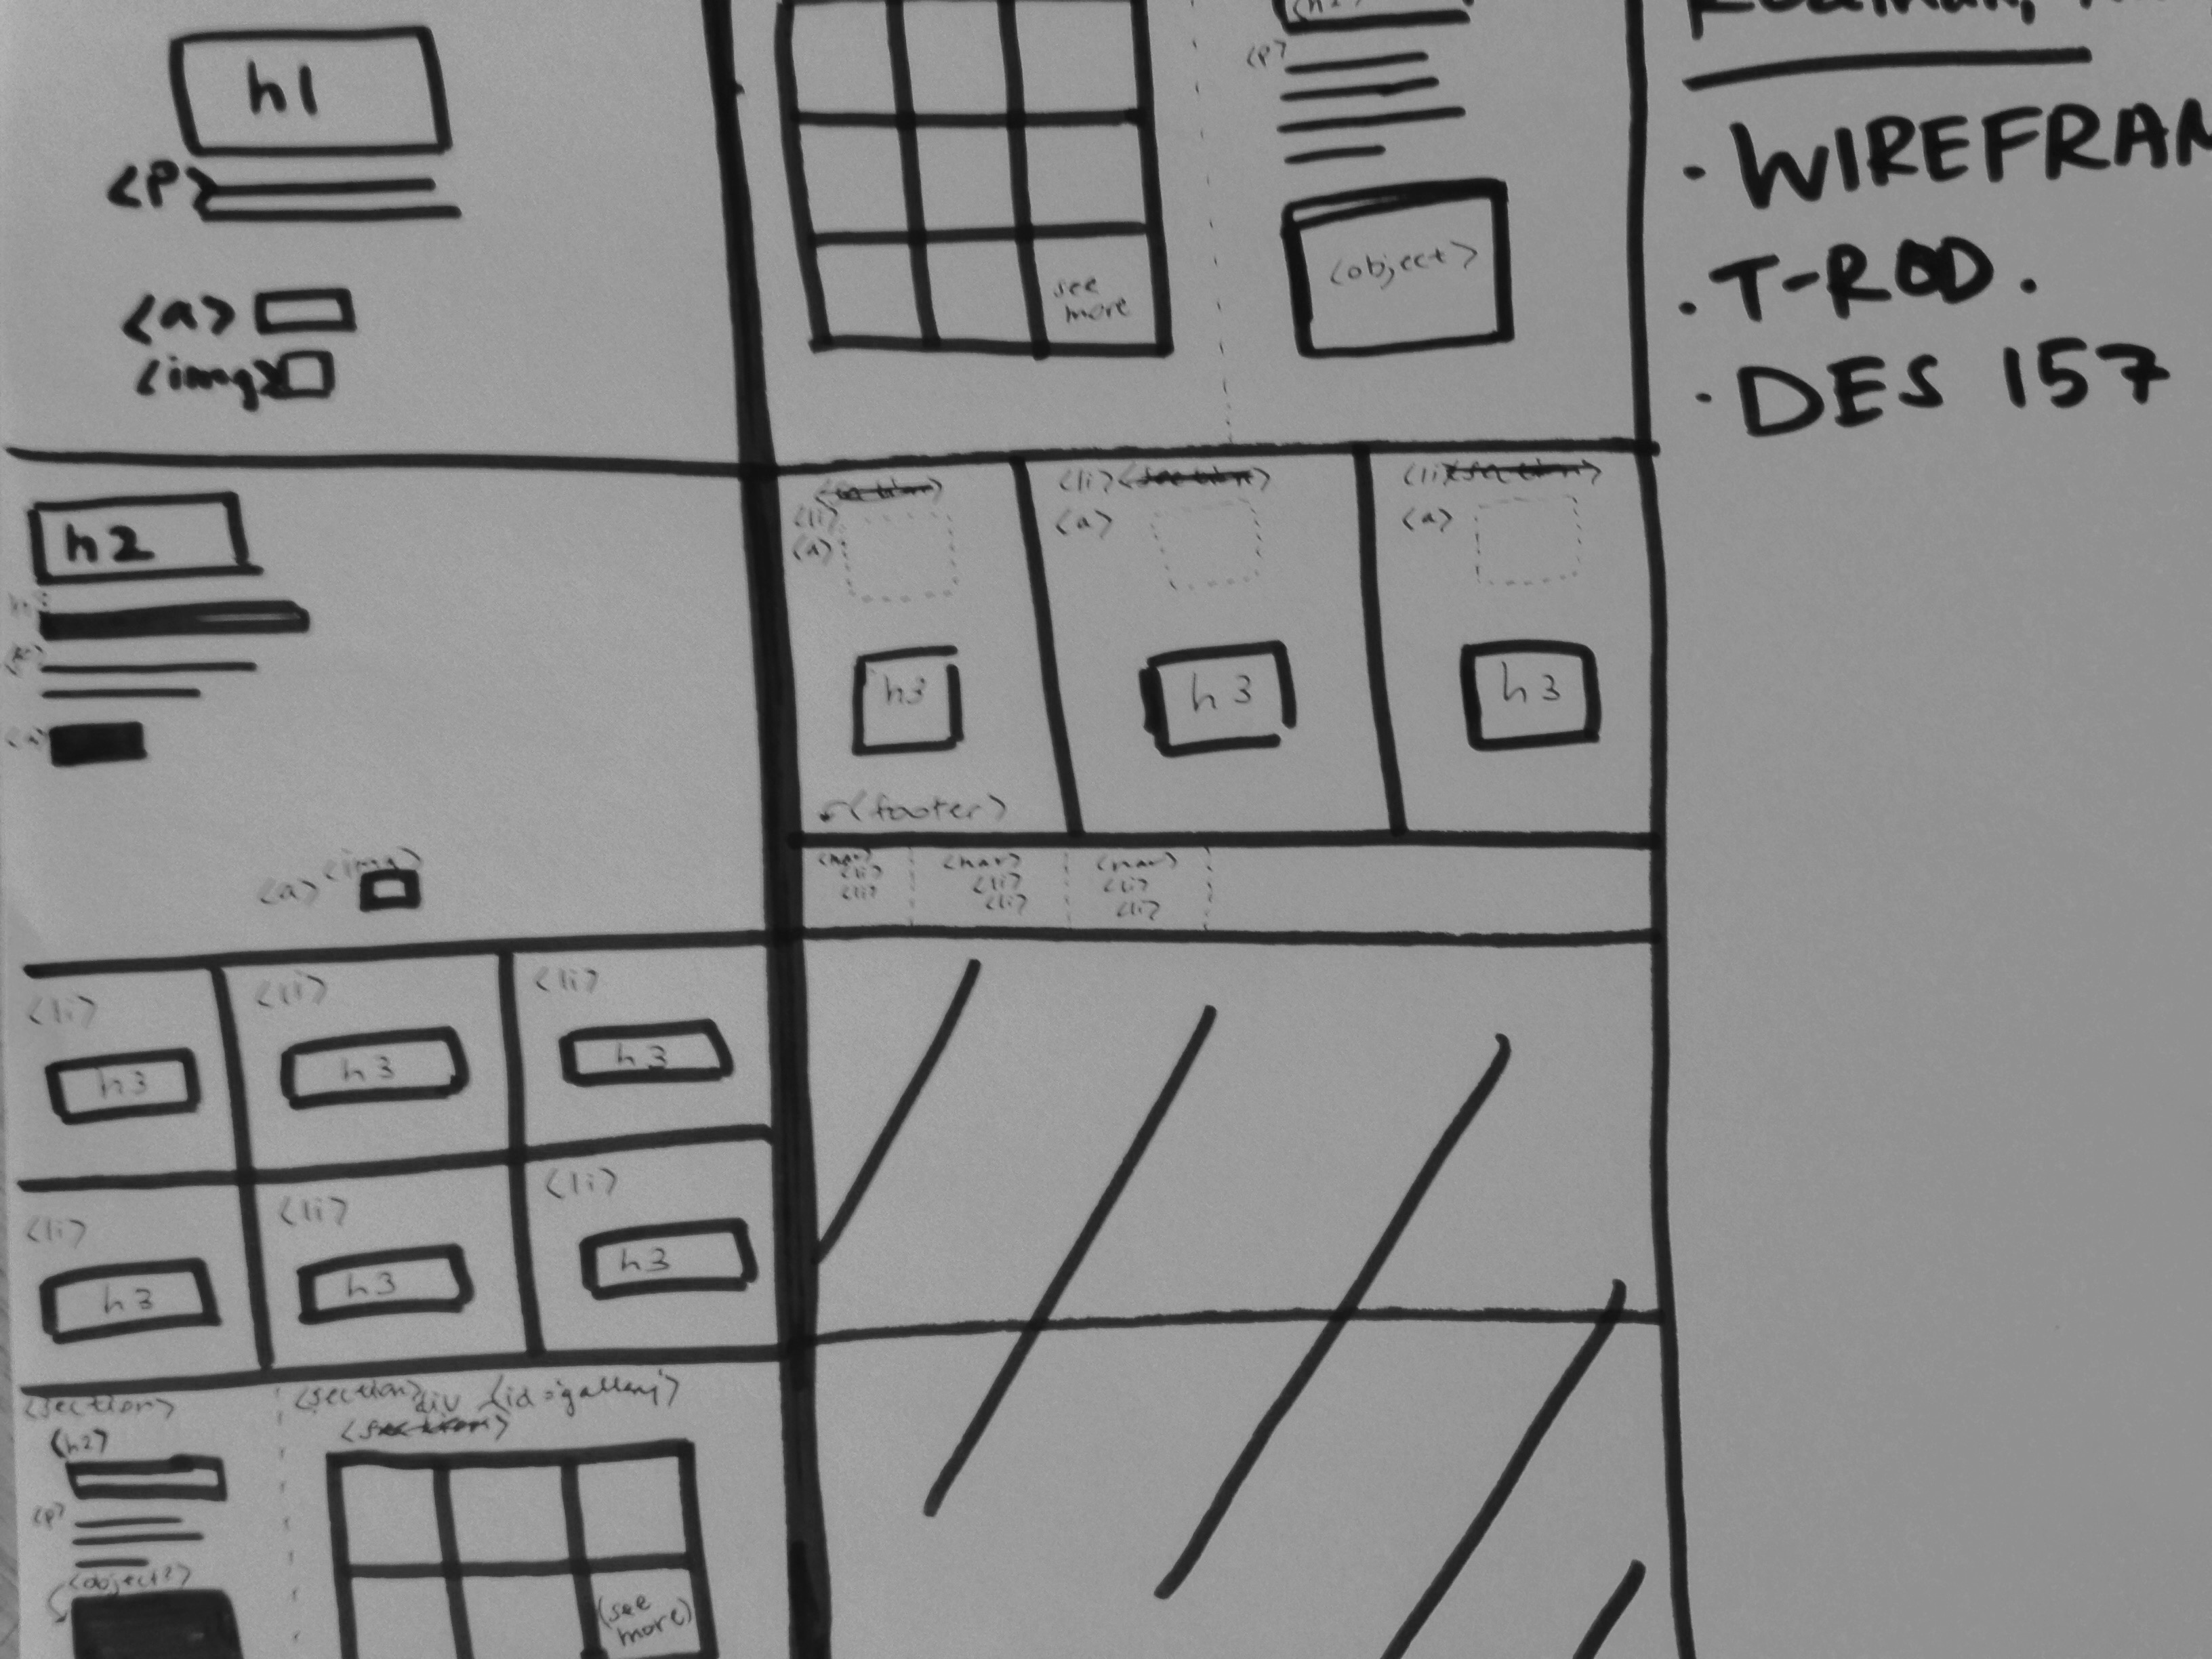 h1
<p>
<a>
<img>
h2
<a>
<img>
<li>
<li>
<li>
h3
h3
h3
<li>
<li>
<li>
h3
h3
h3
<section>
<h2>
<p>
<object>
<section> div (id='gallery')
<section>
(see
more)
see
more
<p>
<object>
<section>
<li>
<a>
h3
<li> <section>
<a>
h3
<li> <section>
<a>
h3
<footer>
<nav>
<li>
<li>
<nav>
<li>
<li>
<nav>
<li>
<li>
• WIREFRAM
• T-ROD.
• DES 157